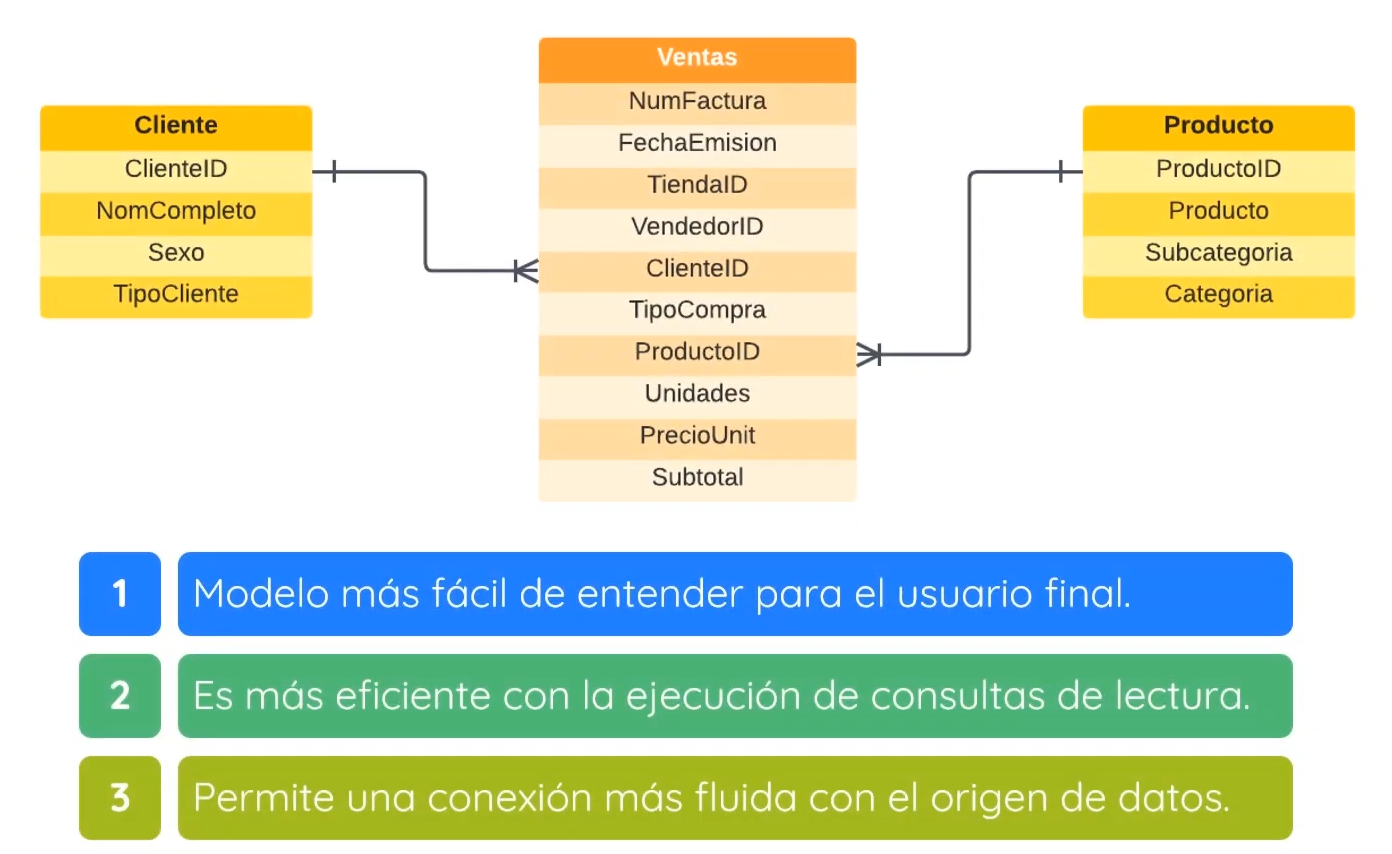 Cliente
ClienteID
NomCompleto
Sexo
TipoCliente
Ventas
NumFactura
FechaEmision
TiendaID
VendedorID
ClienteID
TipoCompra
ProductoID
Unidades
PrecioUnit
Subtotal
Producto
ProductoID
Producto
Subcategoria
Categoria
1 Modelo más fácil de entender para el usuario final.
2 Es más eficiente con la ejecución de consultas de lectura.
3 Permite una conexión más fluida con el origen de datos.